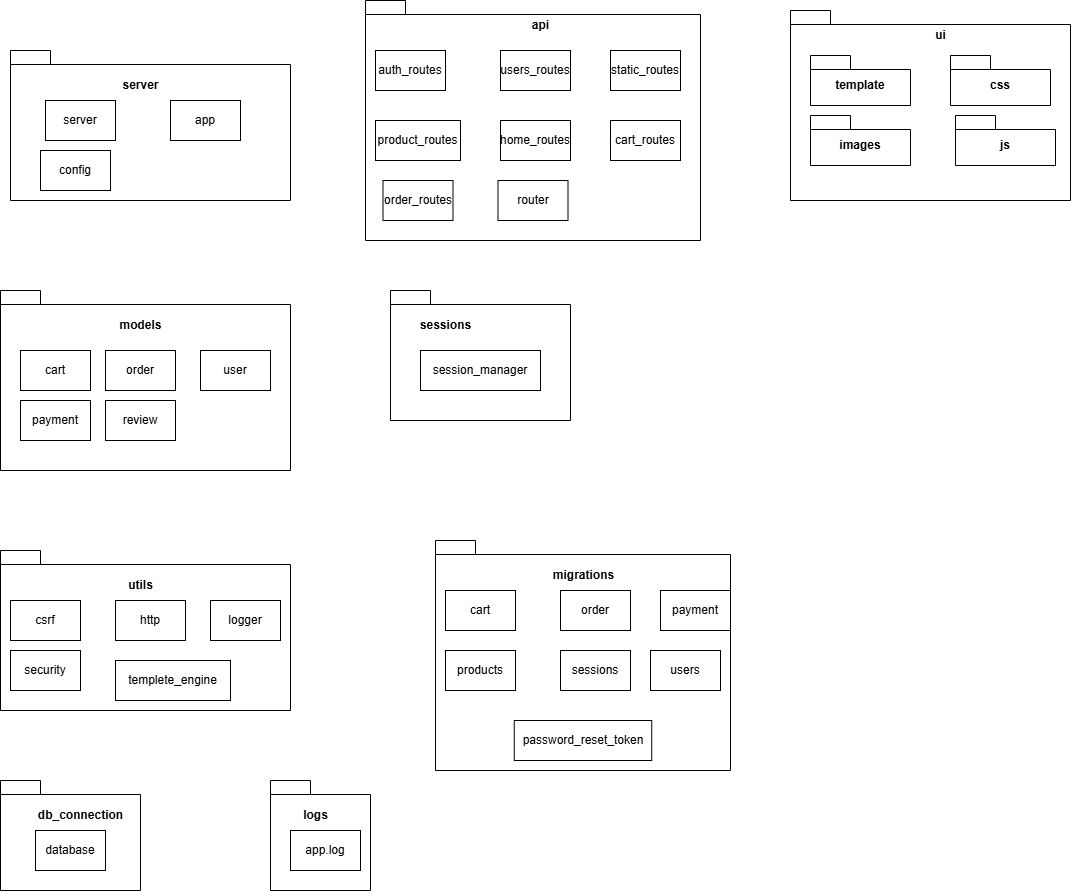 server
server
app
config
api
auth_routes
users_routes
static_routes
product_routes
home_routes
cart_routes
order_routes
router
ui
template
css
images
js
models
cart
order
user
payment
review
sessions
session_manager
utils
csrf
http
logger
security
templete_engine
migrations
cart
order
payment
products
sessions
users
password_reset_token
db_connection
database
logs
app.log